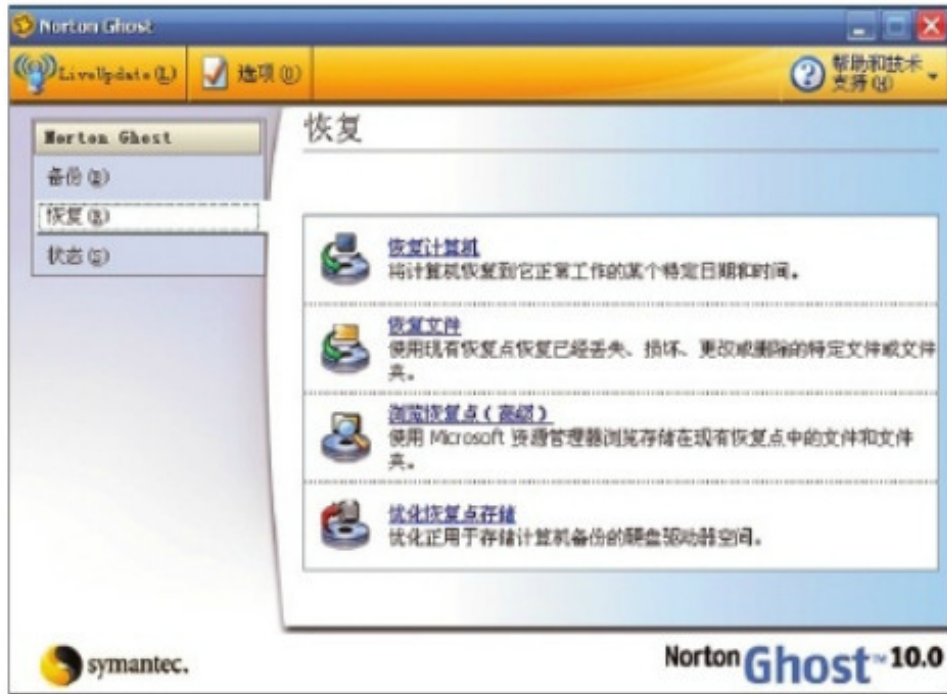 Norton Ghost
LiveUpdate(L)
选项(O)
帮助和技术
支持(H)
Norton Ghost
备份(B)
恢复(R)
状态(S)
恢复
恢复计算机
将计算机恢复到它正常工作的某个特定日期和时间。
恢复文件
使用现有恢复点恢复已经丢失、损坏、更改或删除的特定文件或文件
夹。
浏览恢复点(高级)
使用 Microsoft 资源管理器浏览存储在现有恢复点中的文件和文件
夹。
优化恢复点存储
优化正用于存储计算机备份的硬盘驱动器空间。
symantec.
Norton Ghost™ 10.0